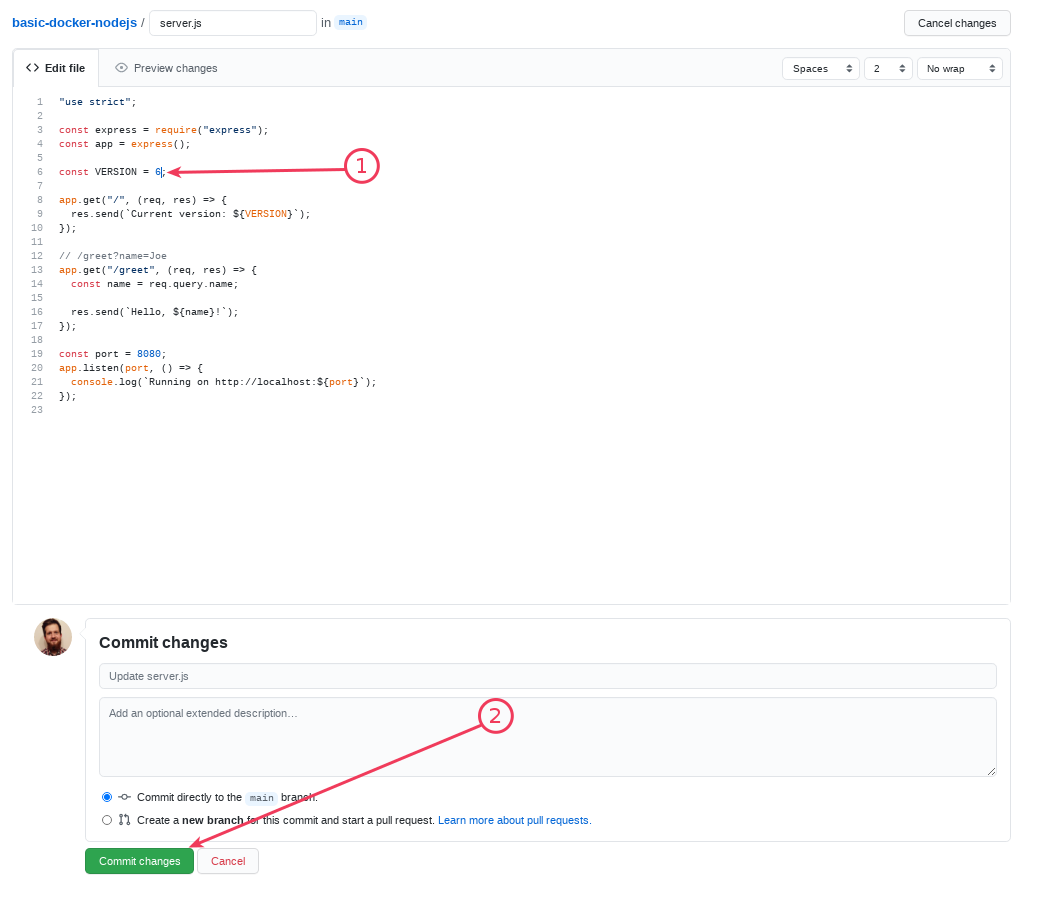 basic-docker-nodejs / server.js in main Cancel changes
Edit file Preview changes Spaces 2 No wrap
1 "use strict";
2
3 const express = require("express");
4 const app = express();
5
6 const VERSION = 6;
1
7
8 app.get("/", (req, res) => {
9   res.send(`Current version: ${VERSION}`);
10 });
11
12 // /greet?name=Joe
13 app.get("/greet", (req, res) => {
14   const name = req.query.name;
15
16   res.send(`Hello, ${name}!`);
17 });
18
19 const port = 8080;
20 app.listen(port, () => {
21   console.log(`Running on http://localhost:${port}`);
22 });
23
Commit changes
Update server.js
Add an optional extended description…
2
Commit directly to the main branch.
Create a new branch for this commit and start a pull request. Learn more about pull requests.
Commit changes Cancel